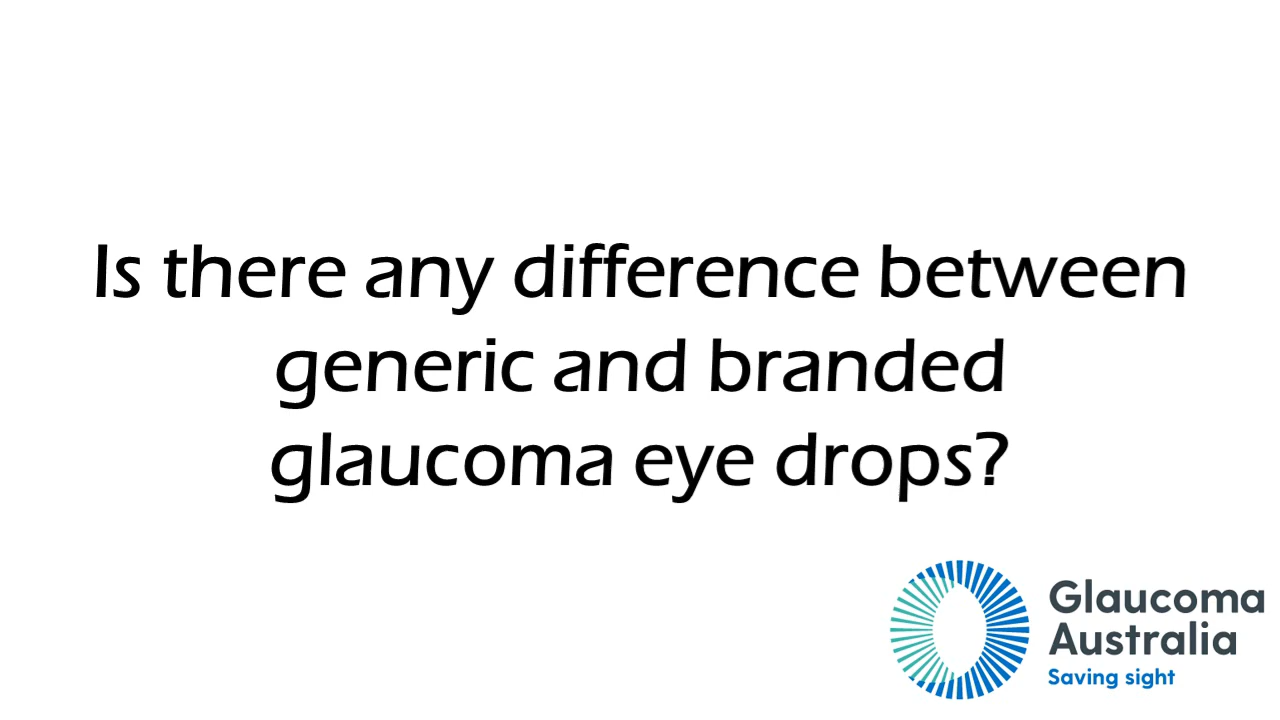 Is there any difference between
generic and branded
glaucoma eye drops?
Glaucoma
Australia
Saving sight